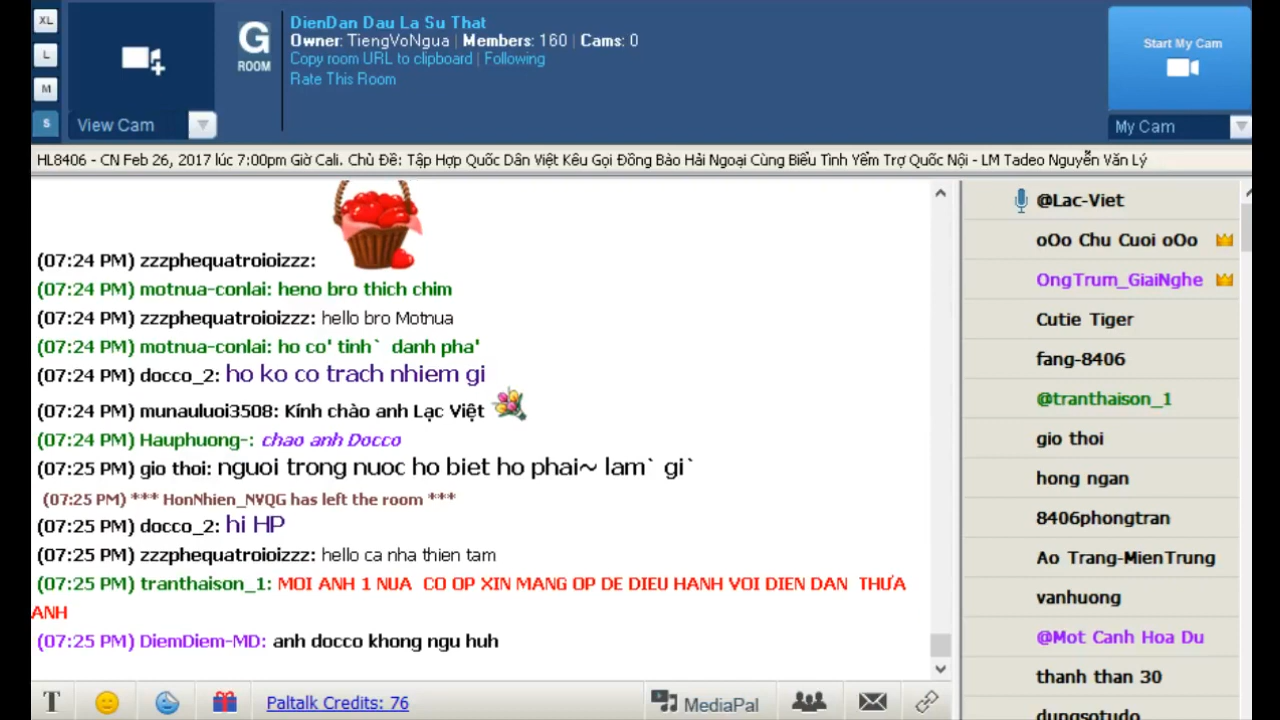 XL
L
M
S
View Cam
G
ROOM
DienDan Dau La Su That
Owner: TiengVoNgua | Members: 160 | Cams: 0
Copy room URL to clipboard | Following
Rate This Room
Start My Cam
My Cam
HL8406 - CN Feb 26, 2017 lúc 7:00pm Giờ Cali. Chủ Đề: Tập Hợp Quốc Dân Việt Kêu Gọi Đồng Bào Hải Ngoại Cùng Biểu Tình Yểm Trợ Quốc Nội - LM Tadeo Nguyễn Văn Lý
(07:24 PM) zzzphequatroioizzz:
(07:24 PM) motnua-conlai: heno bro thich chim
(07:24 PM) zzzphequatroioizzz: hello bro Motnua
(07:24 PM) motnua-conlai: ho co' tinh` danh pha'
(07:24 PM) docco_2: ho ko co trach nhiem gi
(07:24 PM) munauluoi3508: Kính chào anh Lạc Việt
(07:24 PM) Hauphuong-: chao anh Docco
(07:25 PM) gio thoi: nguoi trong nuoc ho biet ho phai~ lam` gi`
(07:25 PM) *** HonNhien_NVQG has left the room ***
(07:25 PM) docco_2: hi HP
(07:25 PM) zzzphequatroioizzz: hello ca nha thien tam
(07:25 PM) tranthaison_1: MOI ANH 1 NUA CO OP XIN MANG OP DE DIEU HANH VOI DIEN DAN THƯA
ANH
(07:25 PM) DiemDiem-MD: anh docco khong ngu huh
@Lac-Viet
oOo Chu Cuoi oOo
OngTrum_GiaiNghe
Cutie Tiger
fang-8406
@tranthaison_1
gio thoi
hong ngan
8406phongtran
Ao Trang-MienTrung
vanhuong
@Mot Canh Hoa Du
thanh than 30
dungsotudo
T
Paltalk Credits: 76
MediaPal